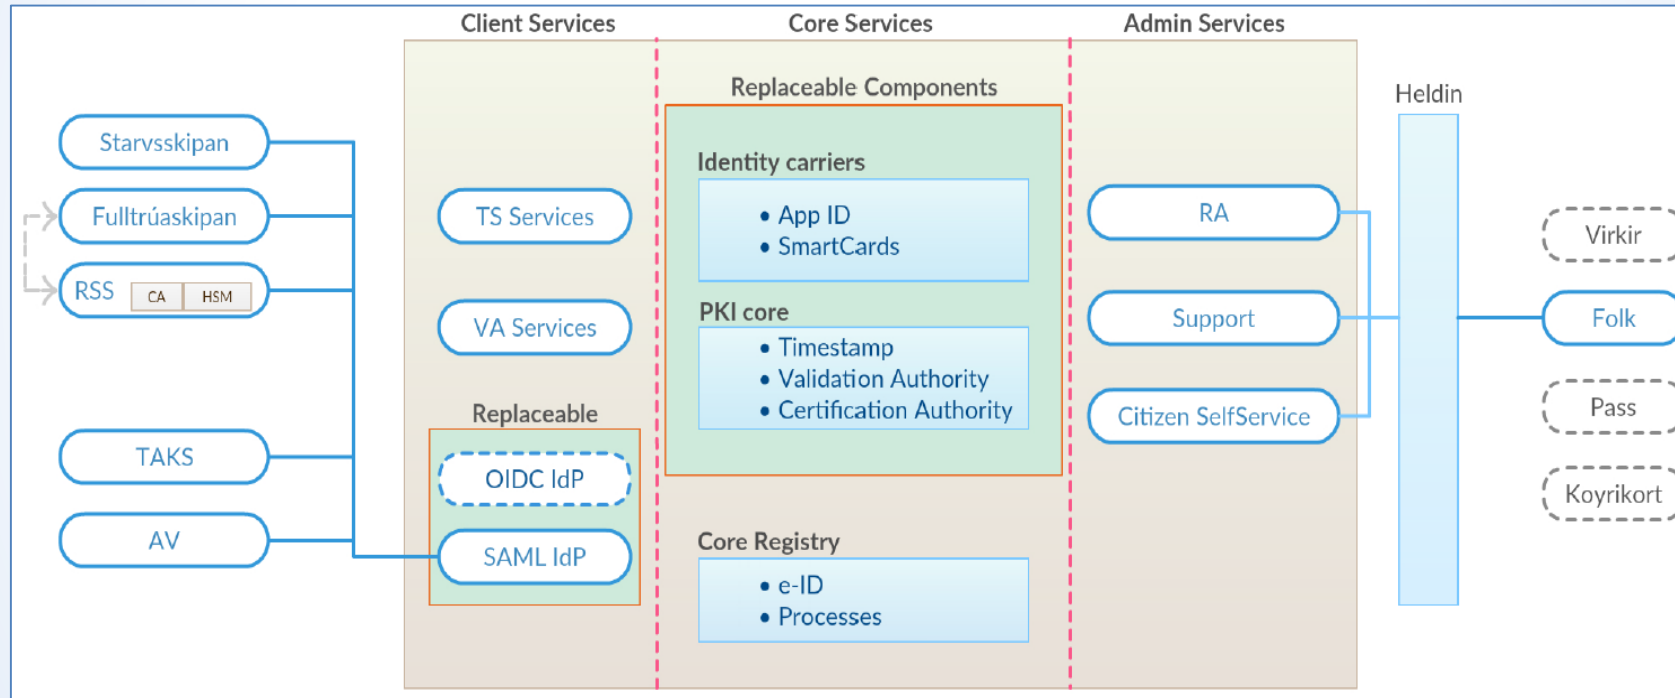 Client Services
Core Services
Admin Services
Starvsskipan
Fulltrúaskipan
RSS
CA
HSM
TAKS
AV
TS Services
VA Services
Replaceable
OIDC IdP
SAML IdP
Replaceable Components
Identity carriers
• App ID
• SmartCards
PKI core
• Timestamp
• Validation Authority
• Certification Authority
Core Registry
• e-ID
• Processes
RA
Support
Citizen SelfService
Heldin
Virkir
Folk
Pass
Koyrikort